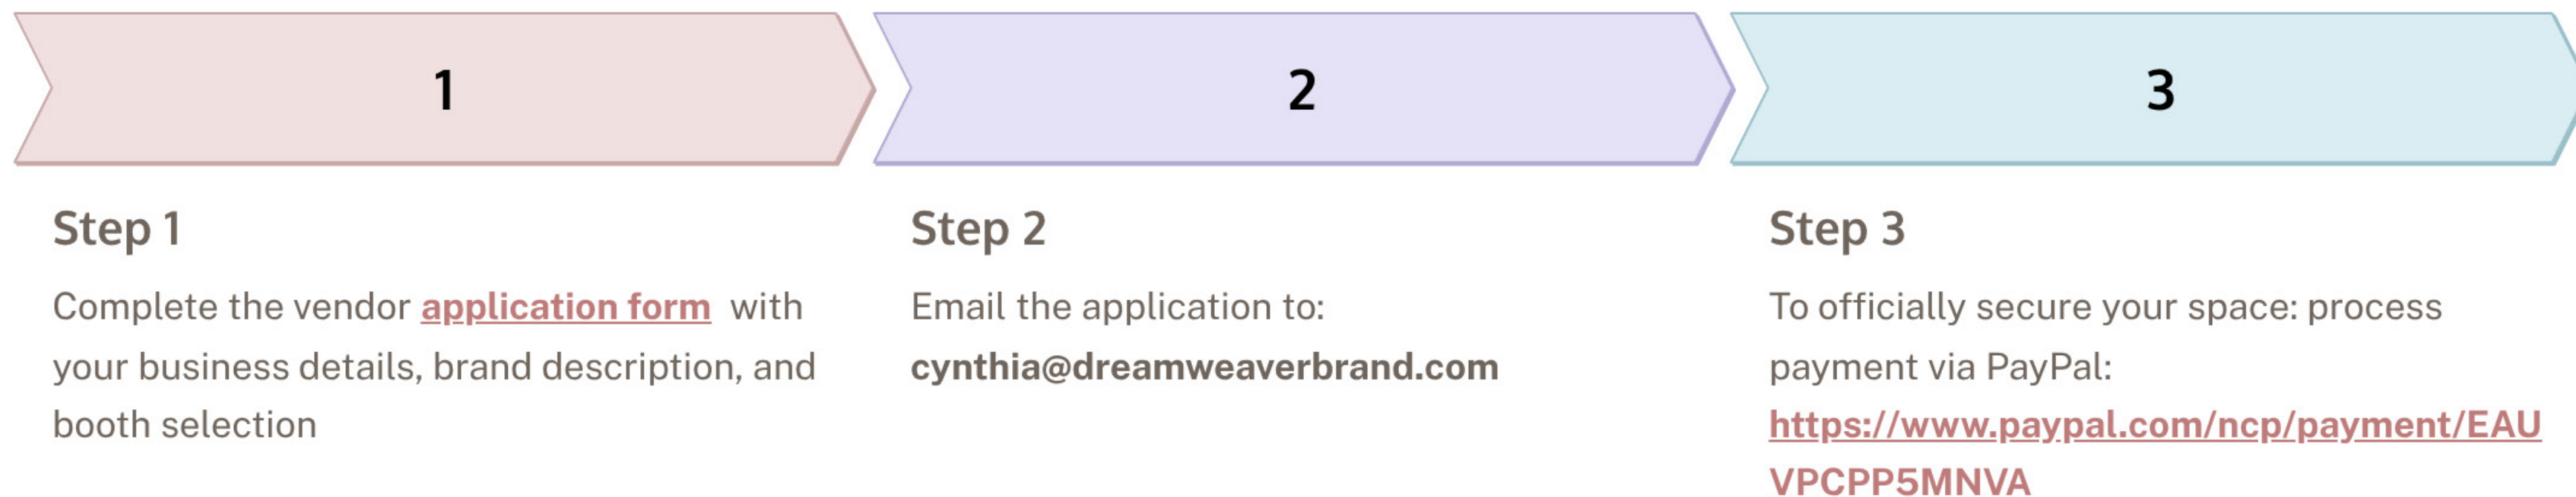 1
2
3
Step 1
Complete the vendor application form with
your business details, brand description, and
booth selection
Step 2
Email the application to:
cynthia@dreamweaverbrand.com
Step 3
To officially secure your space: process
payment via PayPal:
https://www.paypal.com/ncp/payment/EAU
VPCPP5MNVA